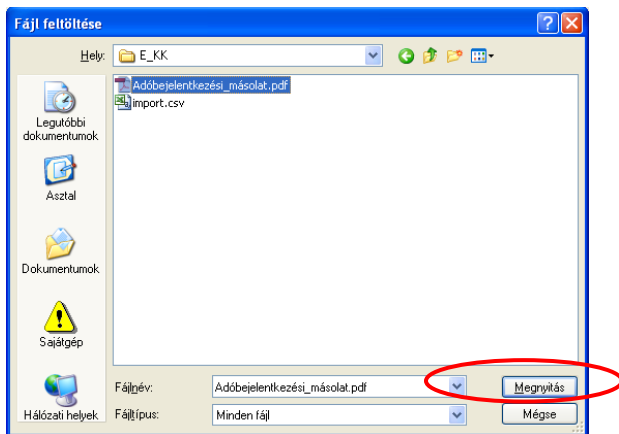 Fájl feltöltése
Hely: E_KK
Adóbejelentkezési_másolat.pdf
import.csv
Legutóbbi
dokumentumok
Asztal
Dokumentumok
Sajátgép
Hálózati helyek
Fájlnév: Adóbejelentkezési_másolat.pdf Megnyitás
Fájltípus: Minden fájl Mégse